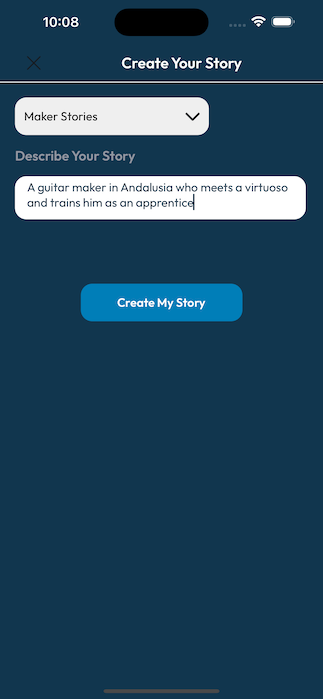 10:08
Create Your Story
Maker Stories
Describe Your Story
A guitar maker in Andalusia who meets a virtuoso
and trains him as an apprentice
Create My Story